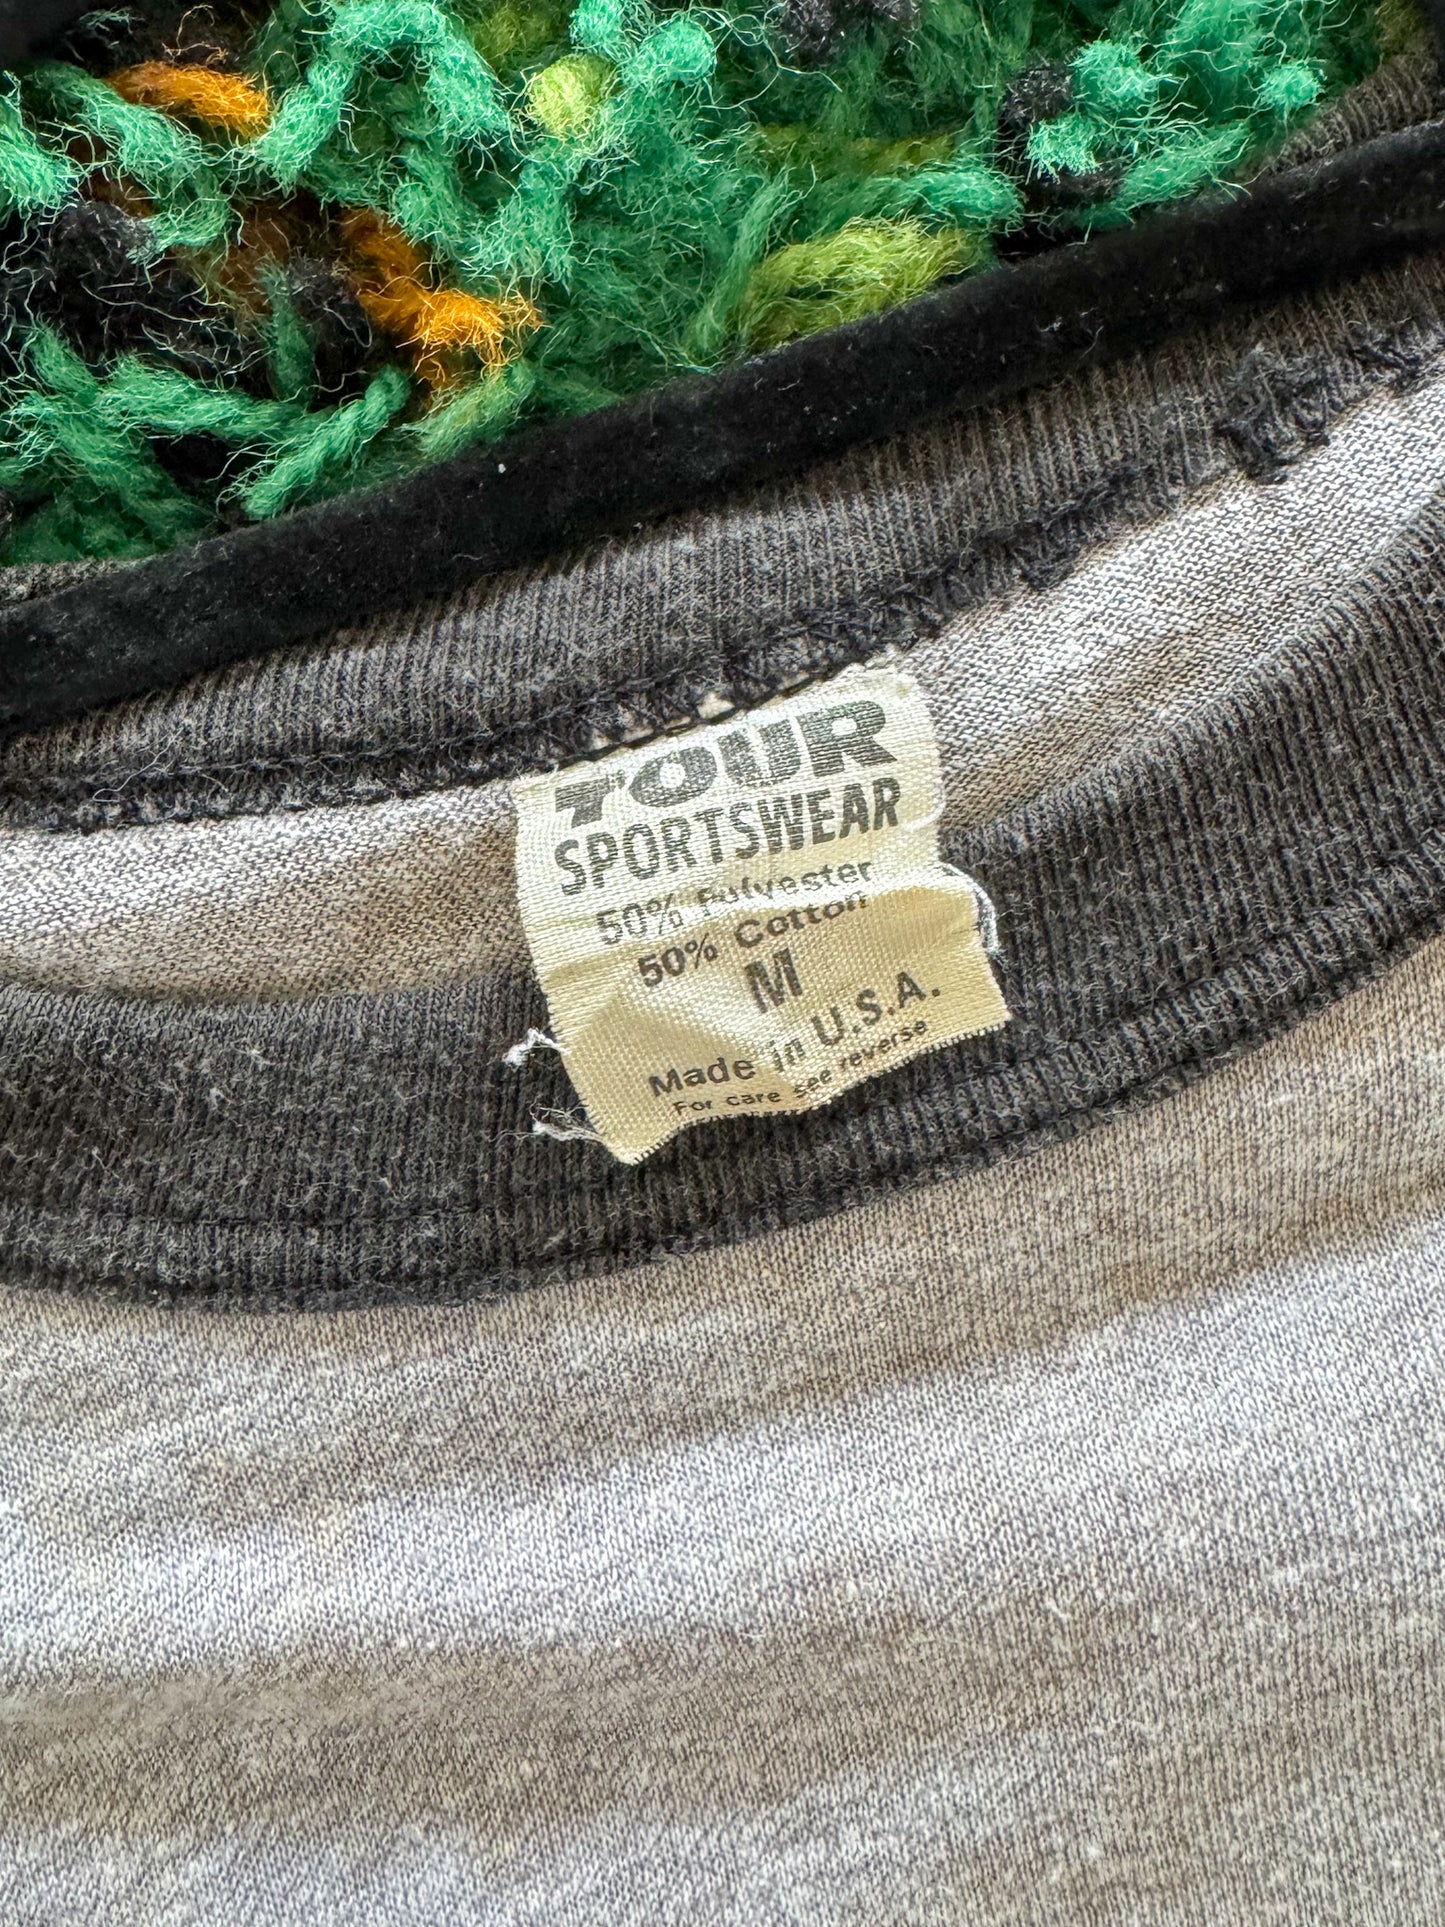 TOUR
SPORTSWEAR
50% Polyester
50% Cotton
M
Made in U.S.A.
For care see reverse